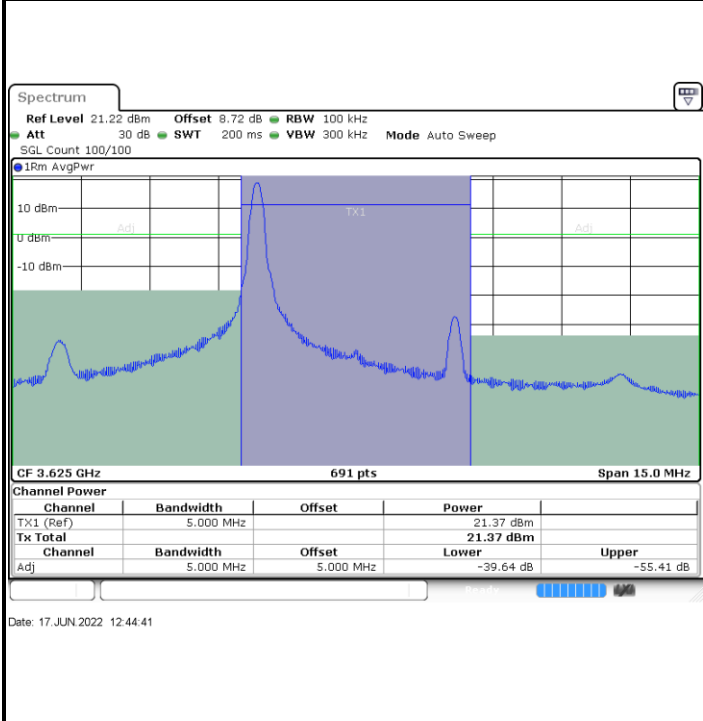 Spectrum
Ref Level 21.22 dBm Offset 8.72 dB RBW 100 kHz
Att 30 dB SWT 200 ms VBW 300 kHz Mode Auto Sweep
SGL Count 100/100
1Rm AvgPwr
10 dBm
TX1
Adj
Adj
0 dBm
-10 dBm
CF 3.625 GHz 691 pts Span 15.0 MHz
Channel Power
Channel Bandwidth Offset Power
TX1 (Ref) 5.000 MHz 21.37 dBm
Tx Total 21.37 dBm
Channel Bandwidth Offset Lower Upper
Adj 5.000 MHz 5.000 MHz -39.64 dB -55.41 dB
Ready
Date: 17.JUN.2022 12:44:41